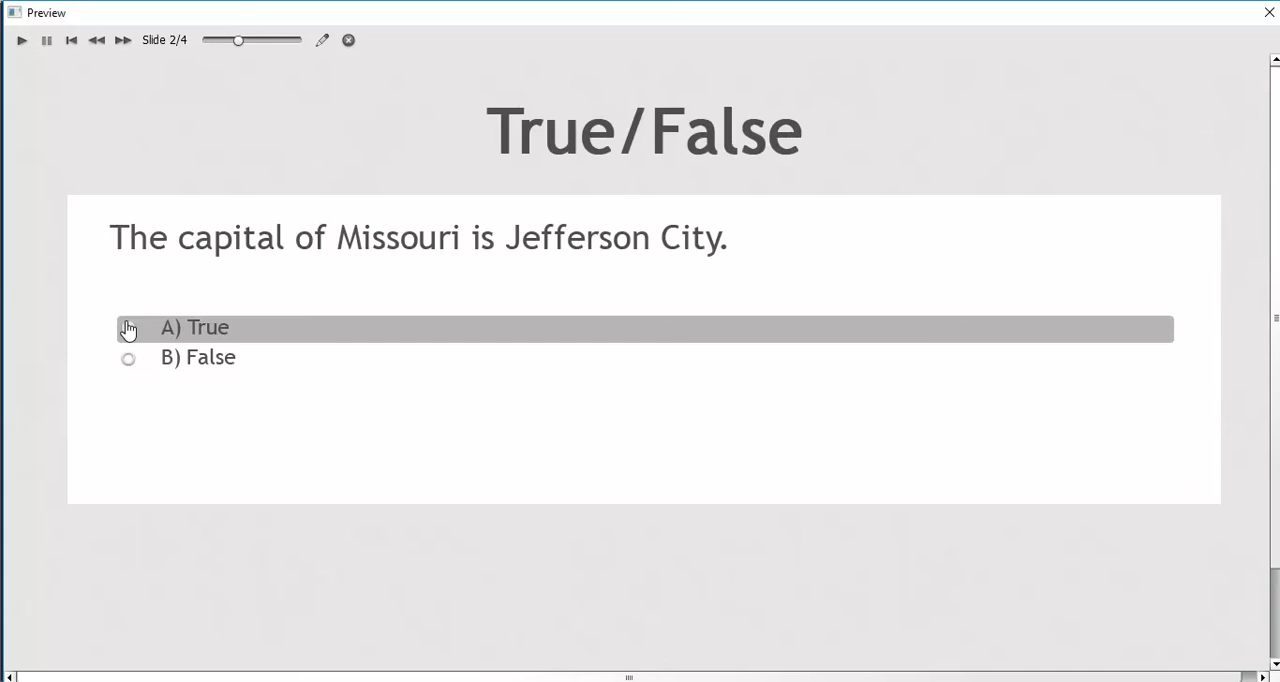 Preview
Slide 2/4
True/False
The capital of Missouri is Jefferson City.
A) True
B) False